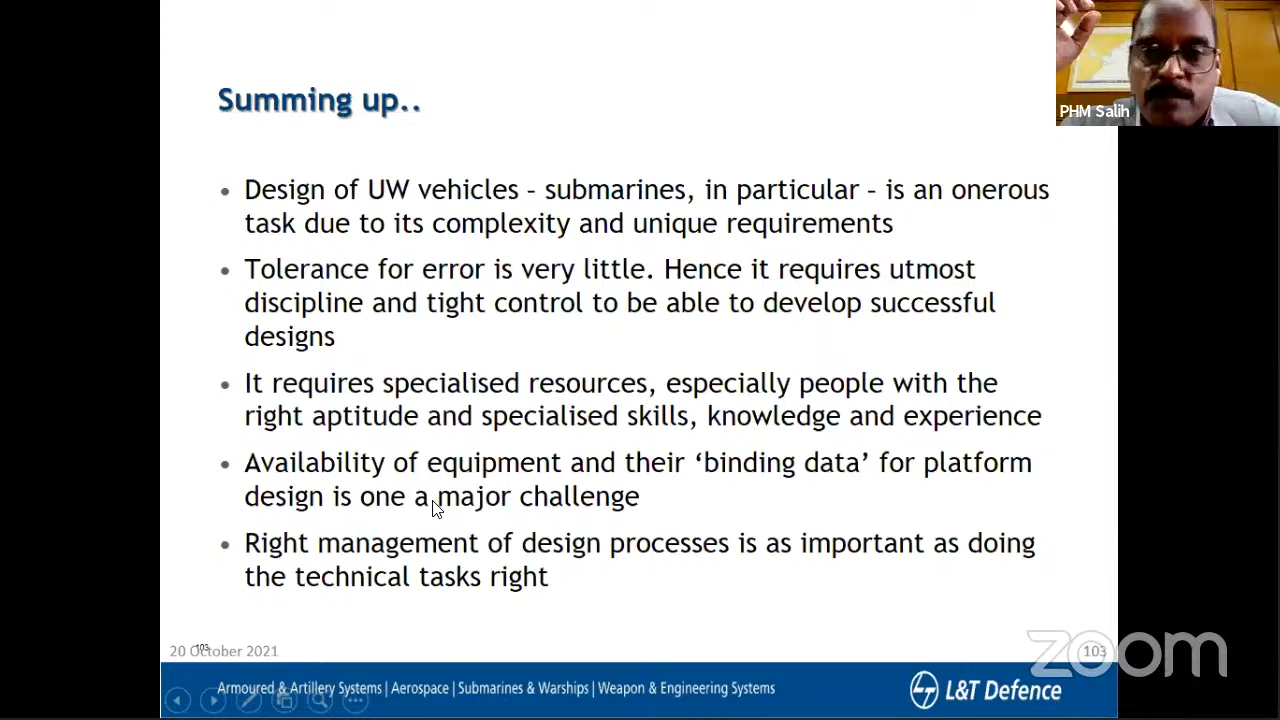 Summing up..
PHM Salih
• Design of UW vehicles – submarines, in particular – is an onerous
task due to its complexity and unique requirements
• Tolerance for error is very little. Hence it requires utmost
discipline and tight control to be able to develop successful
designs
• It requires specialised resources, especially people with the
right aptitude and specialised skills, knowledge and experience
• Availability of equipment and their ‘binding data’ for platform
design is one a major challenge
• Right management of design processes is as important as doing
the technical tasks right
20 October 2021
103
103
zoom
Armoured & Artillery Systems | Aerospace | Submarines & Warships | Weapon & Engineering Systems
L&T Defence